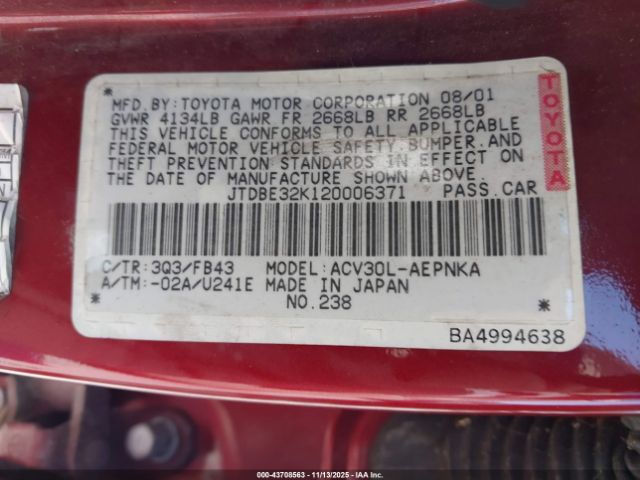 MFD.BY:TOYOTA MOTOR CORPORATION 08/01
GVWR 4134LB GAWR FR 2668LB RR 2668LB
THIS VEHICLE CONFORMS TO ALL APPLICABLE
FEDERAL MOTOR VEHICLE SAFETY,BUMPER,AND
THEFT PREVENTION STANDARDS IN EFFECT ON
THE DATE OF MANUFACTURE SHOWN ABOVE.
JTDBE32K120006371 PASS.CAR
TOYOTA
C/TR:3Q3/FB43 MODEL:ACV30L-AEPNKA
A/TM:-02A/U241E MADE IN JAPAN
NO.238
BA4994638
000-43708563 - 11/13/2025 - IAAI.COM